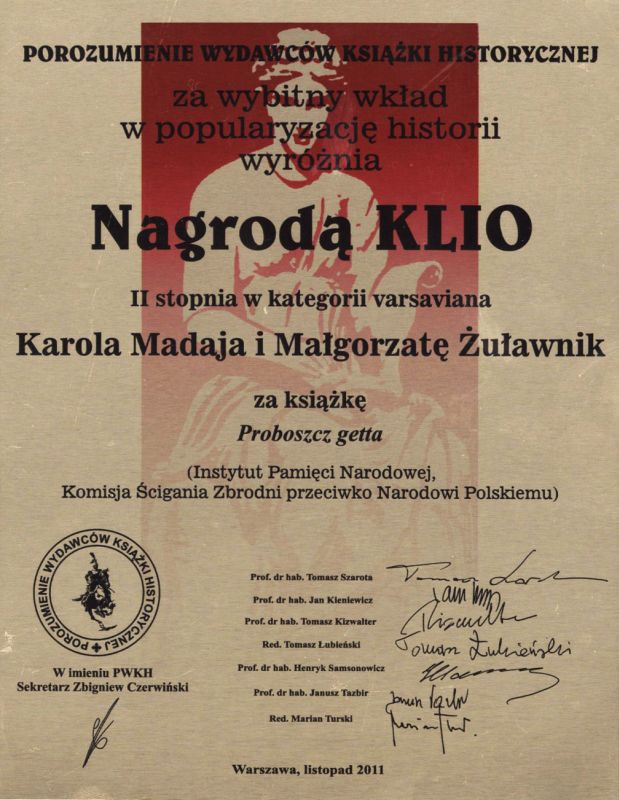 POROZUMIENIE WYDAWCÓW KSIĄŻKI HISTORYCZNEJ
za wybitny wkład
w popularyzację historii
wyróżnia
Nagrodą KLIO
II stopnia w kategorii varsaviana
Karola Madaja i Małgorzatę Żuławnik
za książkę
Proboszcz getta
(Instytut Pamięci Narodowej,
Komisja Ścigania Zbrodni przeciwko Narodowi Polskiemu)
POROZUMIENIE WYDAWCÓW KSIĄŻKI HISTORYCZNEJ
W imieniu PWKH
Sekretarz Zbigniew Czerwiński
Prof. dr hab. Tomasz Szarota
Prof. dr hab. Jan Kieniewicz
Prof. dr hab. Tomasz Kizwalter
Red. Tomasz Łubieński
Tomasz Łubieński
Prof. dr hab. Henryk Samsonowicz
Prof. dr hab. Janusz Tazbir
Red. Marian Turski
Warszawa, listopad 2011